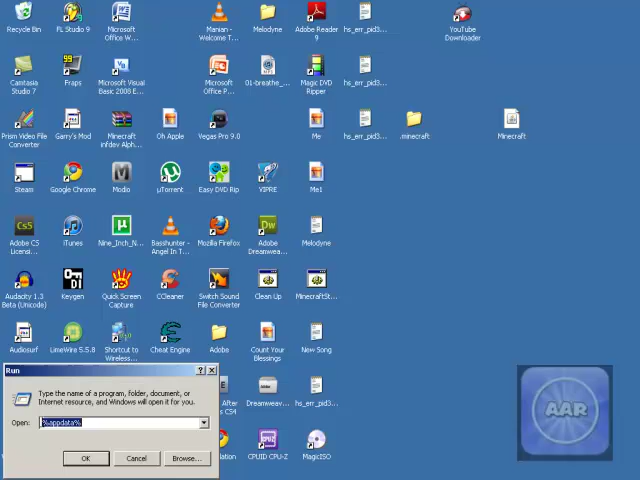 Recycle Bin
FL Studio 9
Microsoft Office W...
Manian - Welcome T...
Melodyne
Adobe Reader 9
hs_err_pid3...
YouTube Downloader
Camtasia Studio 7
Fraps
Microsoft Visual Basic 2008 E...
Microsoft Office P...
01-breathe_...
Magic DVD Ripper
hs_err_pid3...
Prism Video File Converter
Garry's Mod
Minecraft infdev Alph...
Oh Apple
Vegas Pro 9.0
Me
hs_err_pid3...
.minecraft
Minecraft
Steam
Google Chrome
Modio
µTorrent
Easy DVD Rip
VIPRE
Me1
Adobe CS Licensi...
iTunes
Nine_Inch_N...
Basshunter - Angel In T...
Mozilla Firefox
Adobe Dreamwea...
Melodyne
Audacity 1.3 Beta (Unicode)
Keygen
Quick Screen Capture
CCleaner
Switch Sound File Converter
Clean Up
MinecraftSt...
Audiosurf
LimeWire 5.5.8
Shortcut to Wireless...
Cheat Engine
Adobe
Count Your Blessings
New Song
After
CS4
Dreamweav...
hs_err_pid3...
CPUID CPU-Z
MagicISO
Run
Type the name of a program, folder, document, or
Internet resource, and Windows will open it for you.
Open: %appdata%
OK Cancel Browse...
AAR